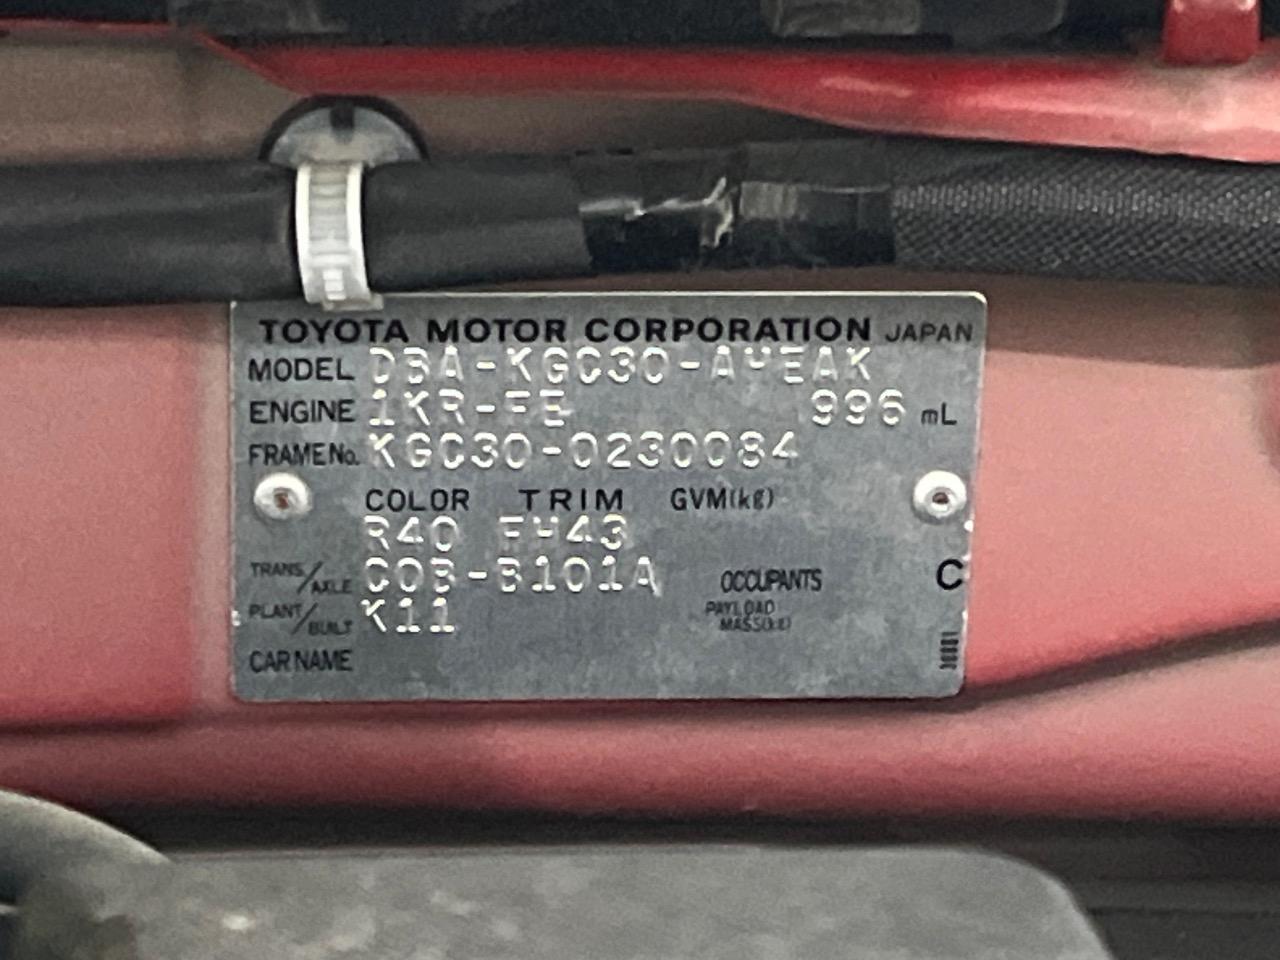 TOYOTA MOTOR CORPORATION JAPAN
MODEL DBA-KGC30-AHEAK
ENGINE 1KR-FE 996 mL
FRAME No. KGC30-0230084
COLOR TRIM GVM(kg)
R40 FH43
TRANS/AXLE C0B-B101A OCCUPANTS C
PLANT/BUILT K11 PAYLOAD MASS(kg)
CAR NAME